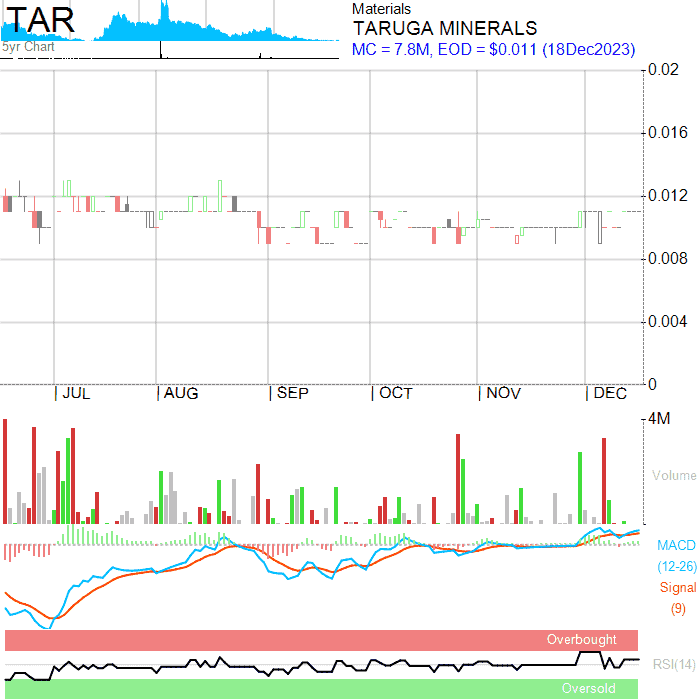 TAR
5yr Chart
Materials
TARUGA MINERALS
MC = 7.8M, EOD = $0.011 (18Dec2023)
0.02
0.016
0.012
0.008
0.004
0
JUL
AUG
SEP
OCT
NOV
DEC
4M
Volume
MACD
(12-26)
Signal
(9)
Overbought
RSI(14)
Oversold